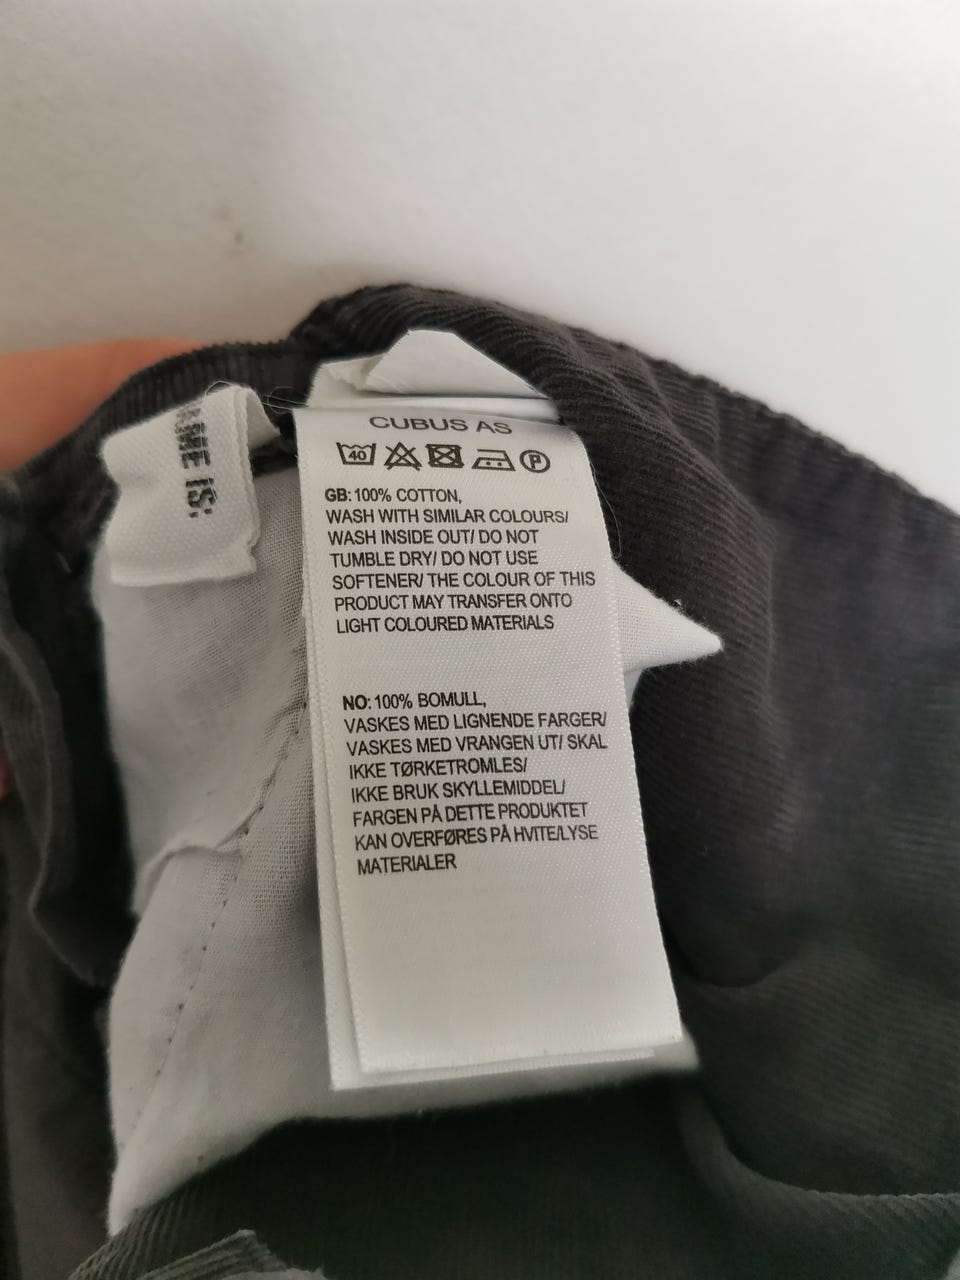 IS:
CUBUS AS
40
P
GB: 100% COTTON,
WASH WITH SIMILAR COLOURS/
WASH INSIDE OUT/ DO NOT
TUMBLE DRY/ DO NOT USE
SOFTENER/ THE COLOUR OF THIS
PRODUCT MAY TRANSFER ONTO
LIGHT COLOURED MATERIALS
NO: 100% BOMULL,
VASKES MED LIGNENDE FARGER/
VASKES MED VRANGEN UT/ SKAL
IKKE TØRKETROMLES/
IKKE BRUK SKYLLEMIDDEL/
FARGEN PÅ DETTE PRODUKTET
KAN OVERFØRES PÅ HVITE/LYSE
MATERIALER